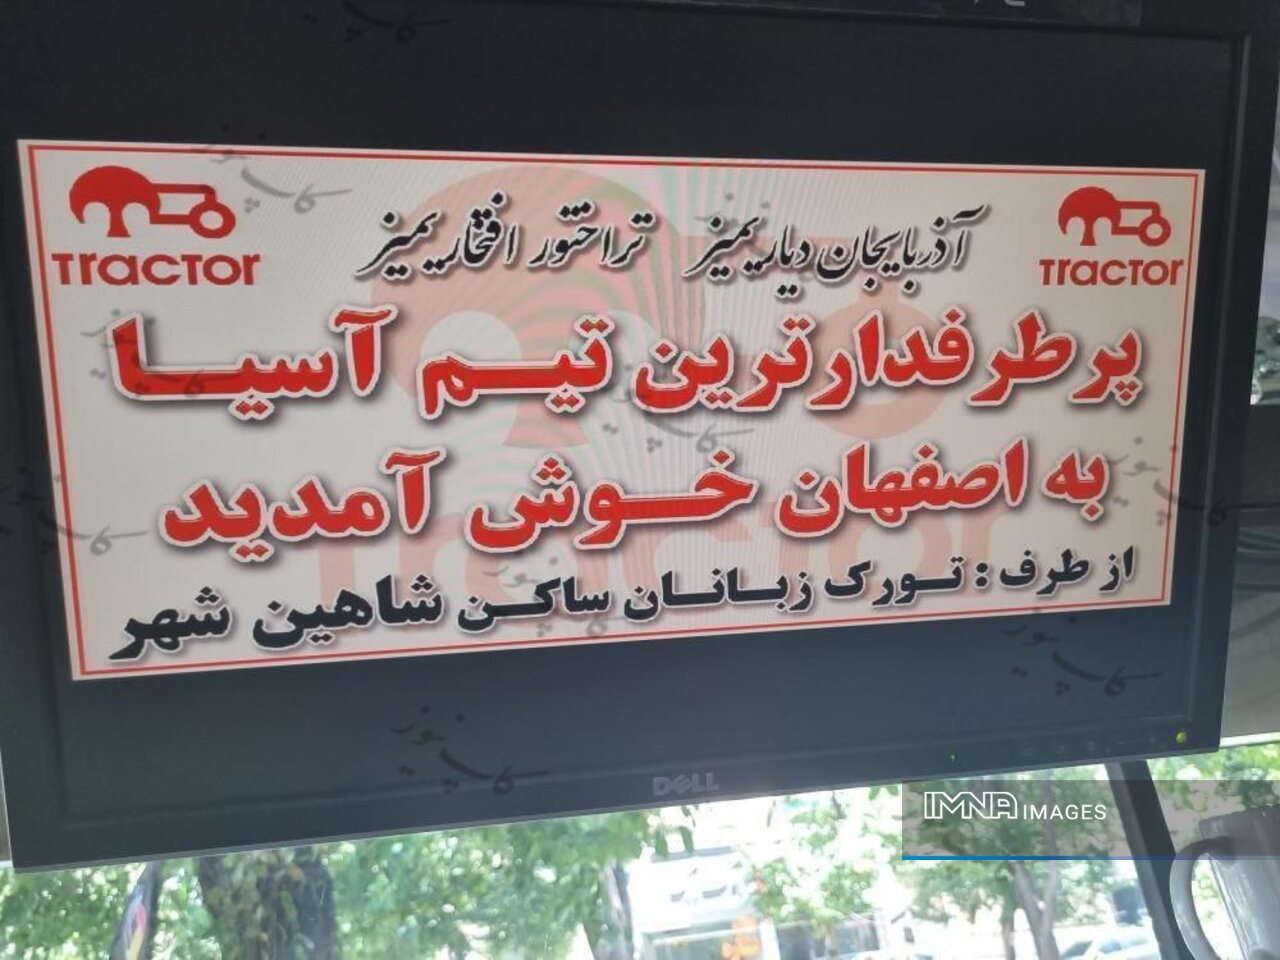 TRACTOR
TRACTOR
آذربایجان دیاریمیز تراختور افتخاریمیز
پرطرفدارترین تیم آسیا
به اصفهان خوش آمدید
از طرف : تورک زبانان ساکن شاهین شهر
DELL
IMNA IMAGES